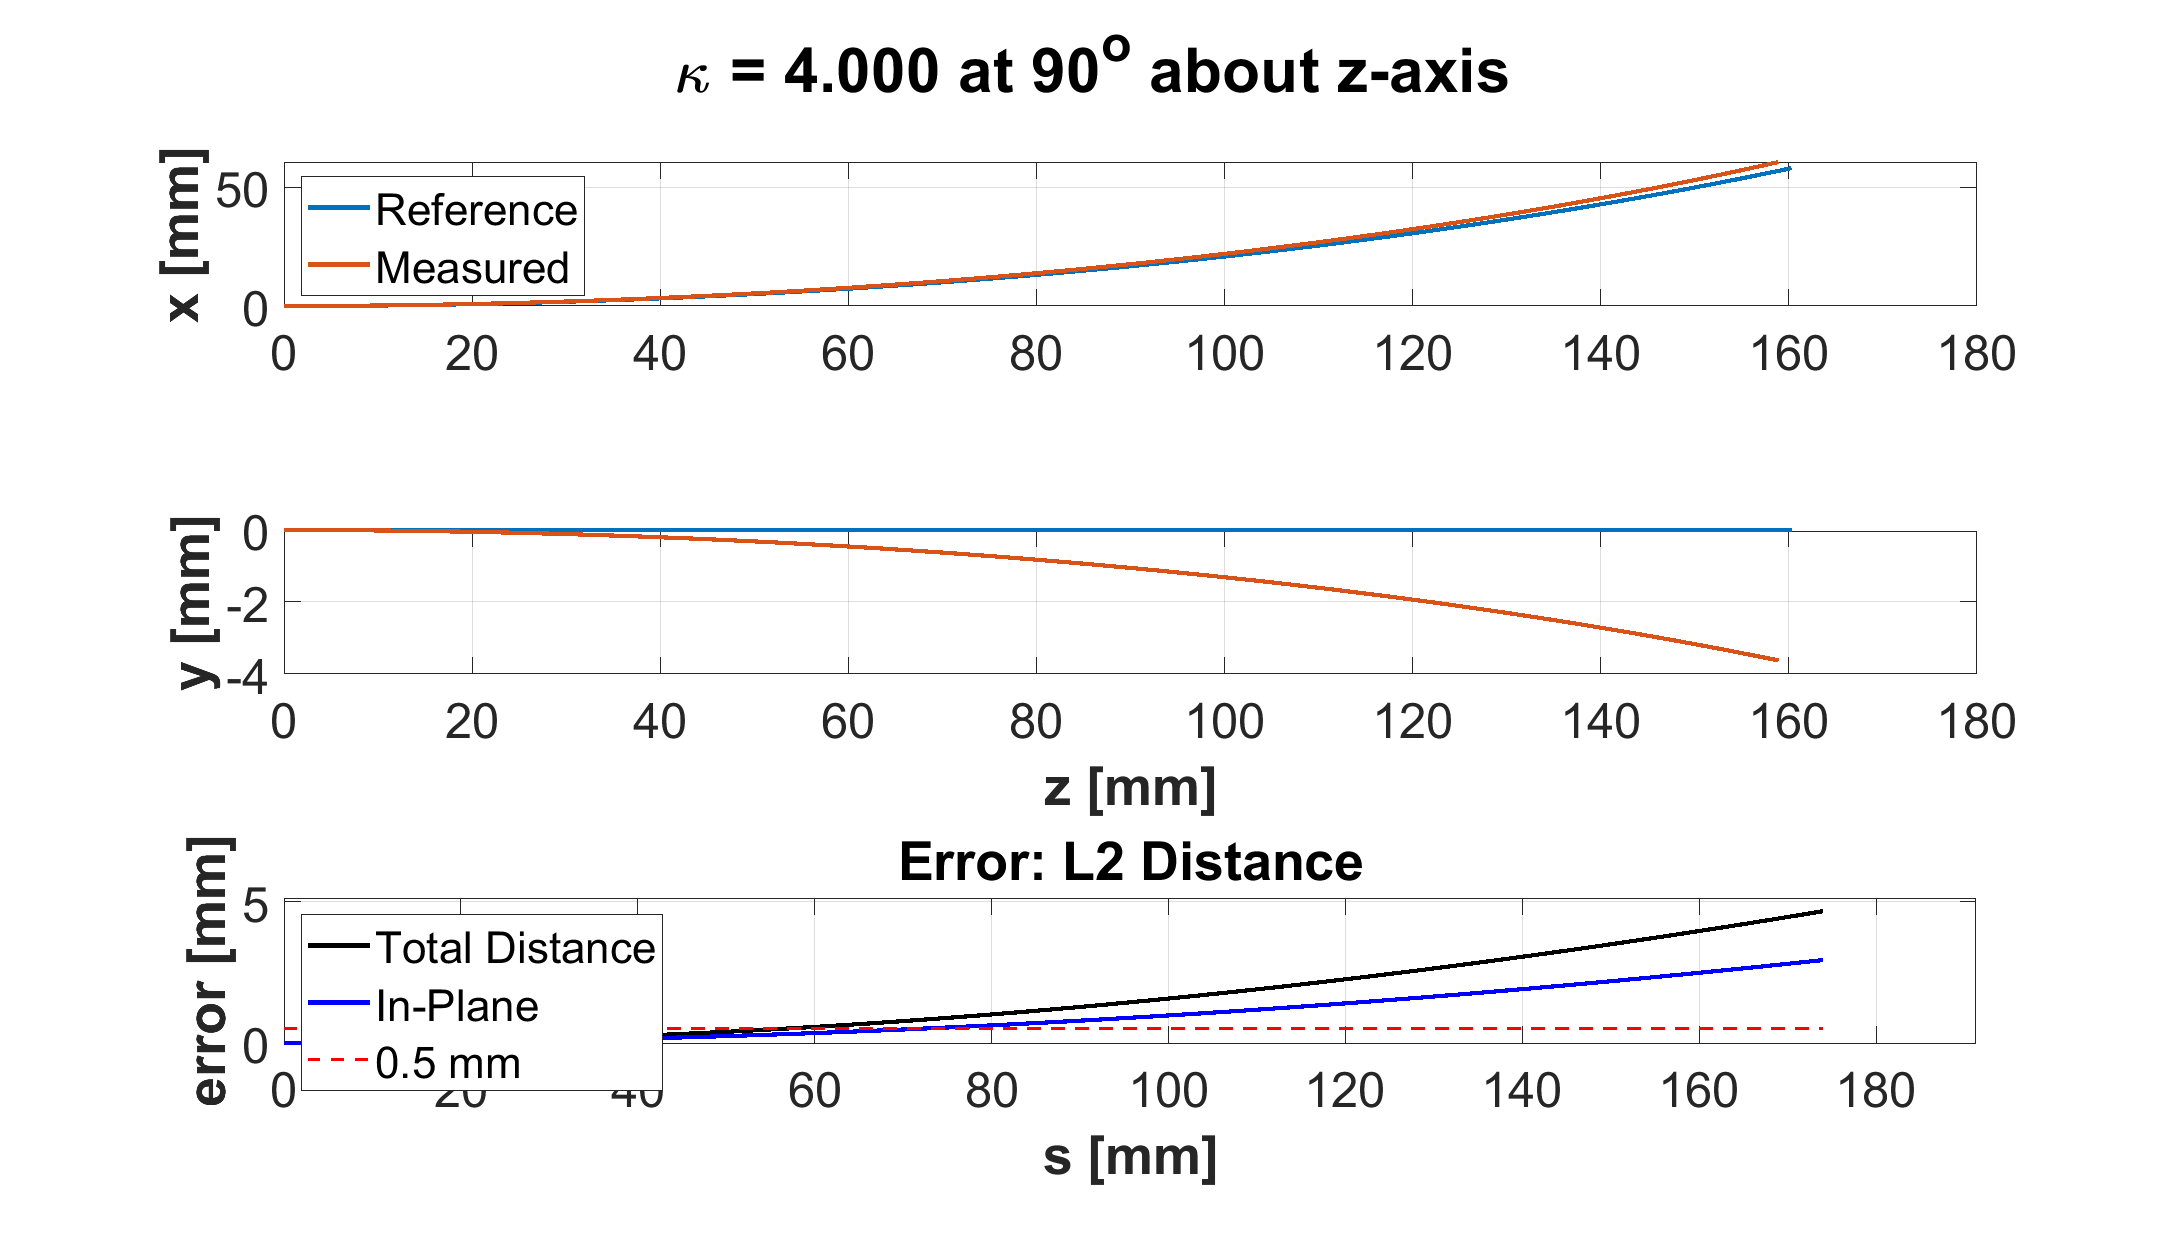 κ = 4.000 at 90° about z-axis
x [mm]
50
0
Reference
Measured
0 20 40 60 80 100 120 140 160 180
y [mm]
0
-2
-4
0 20 40 60 80 100 120 140 160 180
z [mm]
Error: L2 Distance
error [mm]
5
0
Total Distance
In-Plane
0.5 mm
0 20 40 60 80 100 120 140 160 180
s [mm]